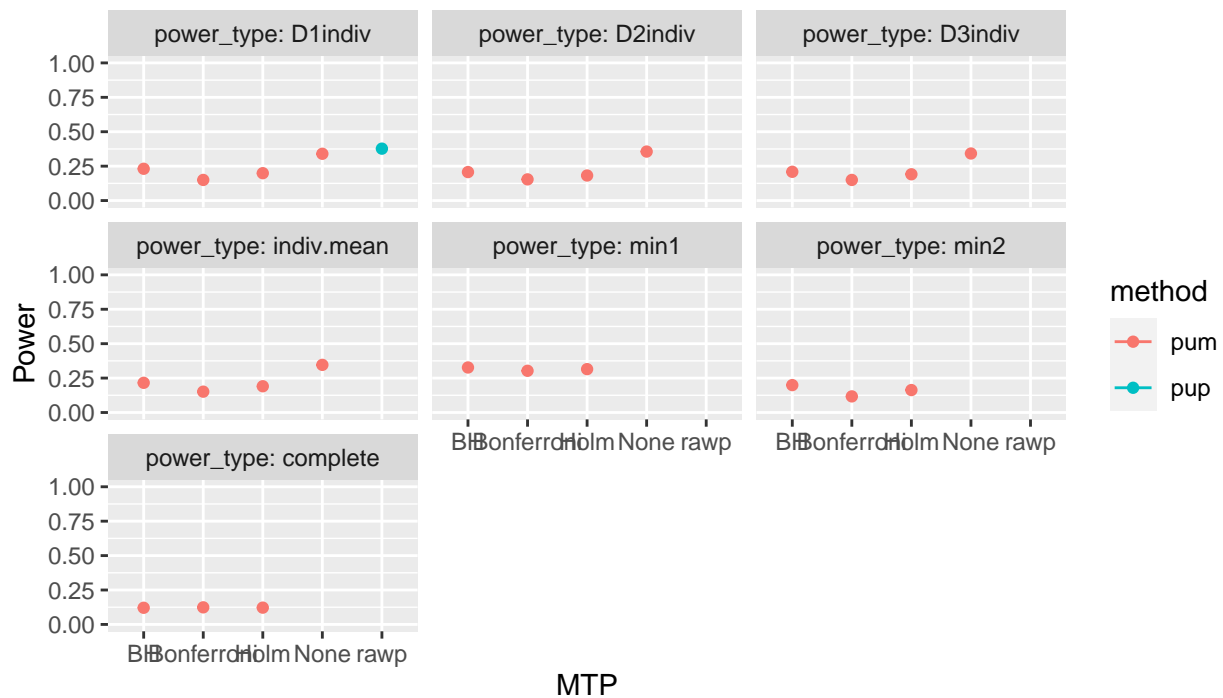 power_type: D1indiv power_type: D2indiv power_type: D3indiv
1.00
0.75
0.50
0.25
0.00
power_type: indiv.mean power_type: min1 power_type: min2
1.00
0.75
0.50
0.25
0.00
BH Bonferroni Holm None rawp BH Bonferroni Holm None rawp
power_type: complete
1.00
0.75
0.50
0.25
0.00
BH Bonferroni Holm None rawp
MTP
Power
method
pum
pup